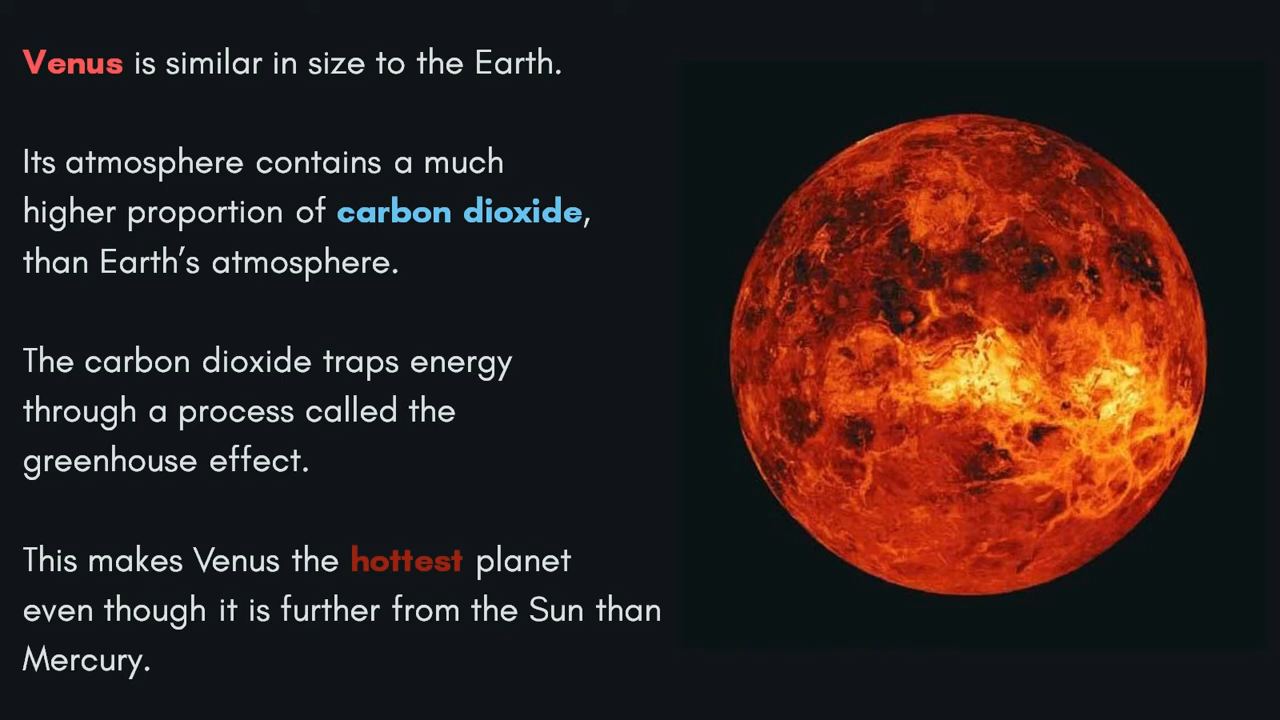 Venus is similar in size to the Earth.
Its atmosphere contains a much
higher proportion of carbon dioxide,
than Earth's atmosphere.
The carbon dioxide traps energy
through a process called the
greenhouse effect.
This makes Venus the hottest planet
even though it is further from the Sun than
Mercury.